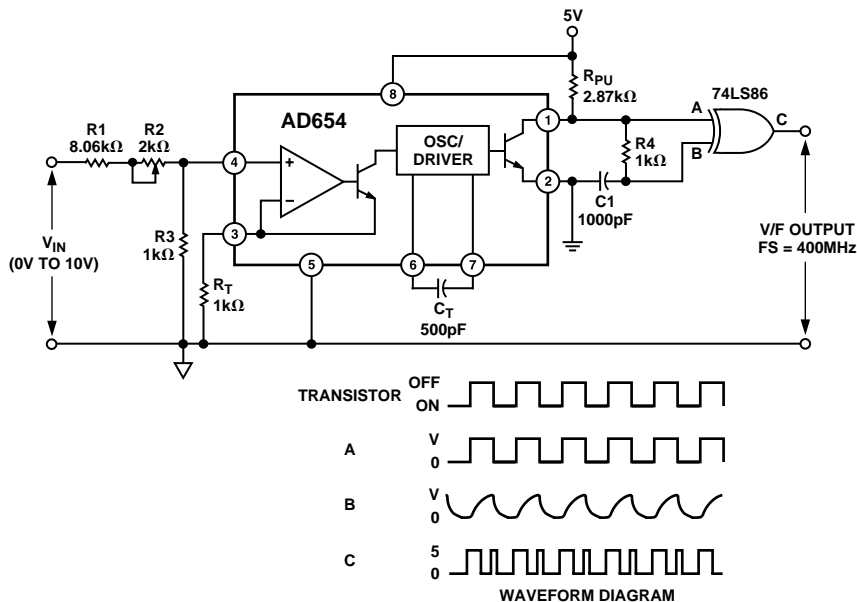 5V
R1
8.06kΩ
R2
2kΩ
VIN
(0V TO 10V)
R3
1kΩ
RT
1kΩ
AD654
OSC/
DRIVER
8
4
3
5
6
7
1
2
+
–
CT
500pF
RPU
2.87kΩ
R4
1kΩ
C1
1000pF
74LS86
A
B
C
V/F OUTPUT
FS = 400MHz
TRANSISTOR OFF
ON
A V
0
B V
0
C 5
0
WAVEFORM DIAGRAM